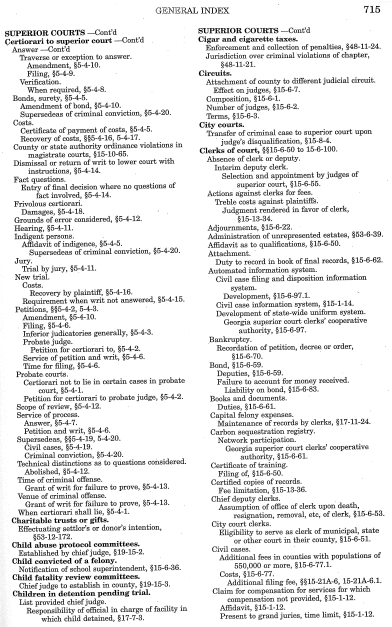 GENERAL INDEX
715
SUPERIOR COURTS —Cont'd
Certiorari to superior court —Cont'd
Answer —Cont'd
Traverse or exception to answer.
Amendment, §5-4-10.
Filing, §5-4-9.
Verification.
When required, §5-4-8.
Bonds, surety, §5-4-5.
Amendment of bond, §5-4-10.
Supersedeas of criminal conviction, §5-4-20.
Costs.
Certificate of payment of costs, §5-4-5.
Recovery of costs, §§5-4-16, 5-4-17.
County or state authority ordinance violations in
magistrate courts, §15-10-65.
Dismissal or return of writ to lower court with
instructions, §5-4-14.
Fact questions.
Entry of final decision where no questions of
fact involved, §5-4-14.
Frivolous certiorari.
Damages, §5-4-18.
Grounds of error considered, §5-4-12.
Hearing, §5-4-11.
Indigent persons.
Affidavit of indigence, §5-4-5.
Supersedeas of criminal conviction, §5-4-20.
Jury.
Trial by jury, §5-4-11.
New trial.
Costs.
Recovery by plaintiff, §5-4-16.
Requirement when writ not answered, §5-4-15.
Petitions, §§5-4-2, 5-4-3.
Amendment, §5-4-10.
Filing, §5-4-6.
Inferior judicatories generally, §5-4-3.
Probate judge.
Petition for certiorari to, §5-4-2.
Service of petition and writ, §5-4-6.
Time for filing, §5-4-6.
Probate courts.
Certiorari not to lie in certain cases in probate
court, §5-4-1.
Petition for certiorari to probate judge, §5-4-2.
Scope of review, §5-4-12.
Service of process.
Answer, §5-4-7.
Petition and writ, §5-4-6.
Supersedeas, §§5-4-19, 5-4-20.
Civil cases, §5-4-19.
Criminal conviction, §5-4-20.
Technical distinctions as to questions considered.
Abolished, §5-4-12.
Time of criminal offense.
Grant of writ for failure to prove, §5-4-13.
Venue of criminal offense.
Grant of writ for failure to prove, §5-4-13.
When certiorari shall lie, §5-4-1.
Charitable trusts or gifts.
Effectuating settlor's or donor's intention,
§53-12-172.
Child abuse protocol committees.
Established by chief judge, §19-15-2.
Child convicted of a felony.
Notification of school superintendent, §15-6-36.
Child fatality review committees.
Chief judge to establish in county, §19-15-3.
Children in detention pending trial.
List provided chief judge.
Responsibility of official in charge of facility in
which child detained, §17-7-3.
SUPERIOR COURTS —Cont'd
Cigar and cigarette taxes.
Enforcement and collection of penalties, §48-11-24.
Jurisdiction over criminal violations of chapter,
§48-11-21.
Circuits.
Attachment of county to different judicial circuit.
Effect on judges, §15-6-7.
Composition, §15-6-1.
Number of judges, §15-6-2.
Terms, §15-6-3.
City courts.
Transfer of criminal case to superior court upon
judge's disqualification, §15-8-4.
Clerks of court, §§15-6-50 to 15-6-100.
Absence of clerk or deputy.
Interim deputy clerk.
Selection and appointment by judges of
superior court, §15-6-55.
Actions against clerks for fees.
Treble costs against plaintiffs.
Judgment rendered in favor of clerk,
§15-13-34.
Adjournments, §15-6-22.
Administration of unrepresented estates, §53-6-39.
Affidavit as to qualifications, §15-6-50.
Attachment.
Duty to record in book of final records, §15-6-62.
Automated information system.
Civil case filing and disposition information
system.
Development, §15-6-97.1.
Civil case information system, §15-1-14.
Development of state-wide uniform system.
Georgia superior court clerks' cooperative
authority, §15-6-97.
Bankruptcy.
Recordation of petition, decree or order,
§15-6-70.
Bond, §15-6-59.
Deputies, §15-6-59.
Failure to account for money received.
Liability on bond, §15-6-83.
Books and documents.
Duties, §15-6-61.
Capital felony expenses.
Maintenance of records by clerks, §17-11-24.
Carbon sequestration registry.
Network participation.
Georgia superior court clerks' cooperative
authority, §15-6-61.
Certificate of training.
Filing of, §15-6-50.
Certified copies of records.
Fee limitation, §15-13-36.
Chief deputy clerks.
Assumption of office of clerk upon death,
resignation, removal, etc, of clerk, §15-6-53.
City court clerks.
Eligibility to serve as clerk of municipal, state
or other court in their county, §15-6-51.
Civil cases.
Additional fees in counties with populations of
550,000 or more, §15-6-77.1.
Costs, §15-6-77.
Additional filing fee, §§15-21A-6, 15-21A-6.1.
Claim for compensation for services for which
compensation not provided, §15-1-12.
Affidavit, §15-1-12.
Present to grand juries, time limit, §15-1-12.